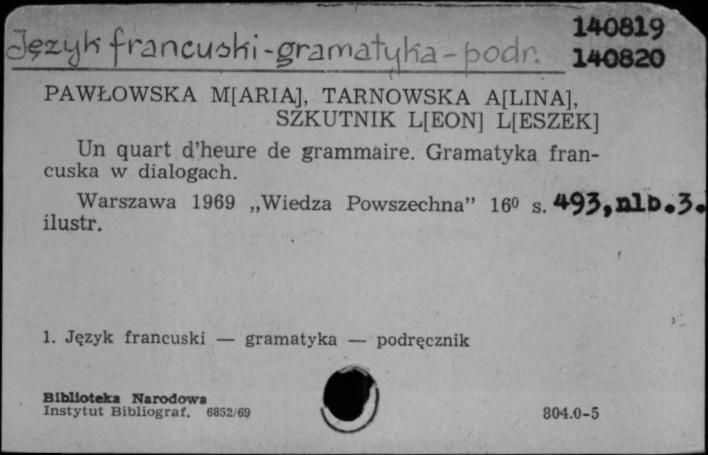 140819
Język francuski - gramatyka - podr. 140820
PAWŁOWSKA M[ARIA], TARNOWSKA A[LINA],
SZKUTNIK L[EON] L[ESZEK]
Un quart d'heure de grammaire. Gramatyka fran-
cuska w dialogach.
Warszawa 1969 „Wiedza Powszechna" 16⁰ s. 493, nlb. 3.
ilustr.
1. Język francuski — gramatyka — podręcznik
Biblioteka Narodowa
Instytut Bibliograf. 6852/69 804.0-5